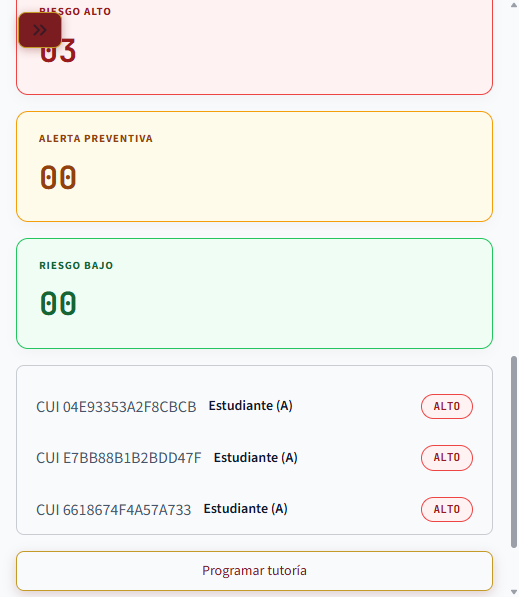 RIESGO ALTO
03
ALERTA PREVENTIVA
00
RIESGO BAJO
00
CUI 04E93353A2F8CBCB Estudiante (A) ALTO
CUI E7BB88B1B2BDD47F Estudiante (A) ALTO
CUI 6618674F4A57A733 Estudiante (A) ALTO
Programar tutoría